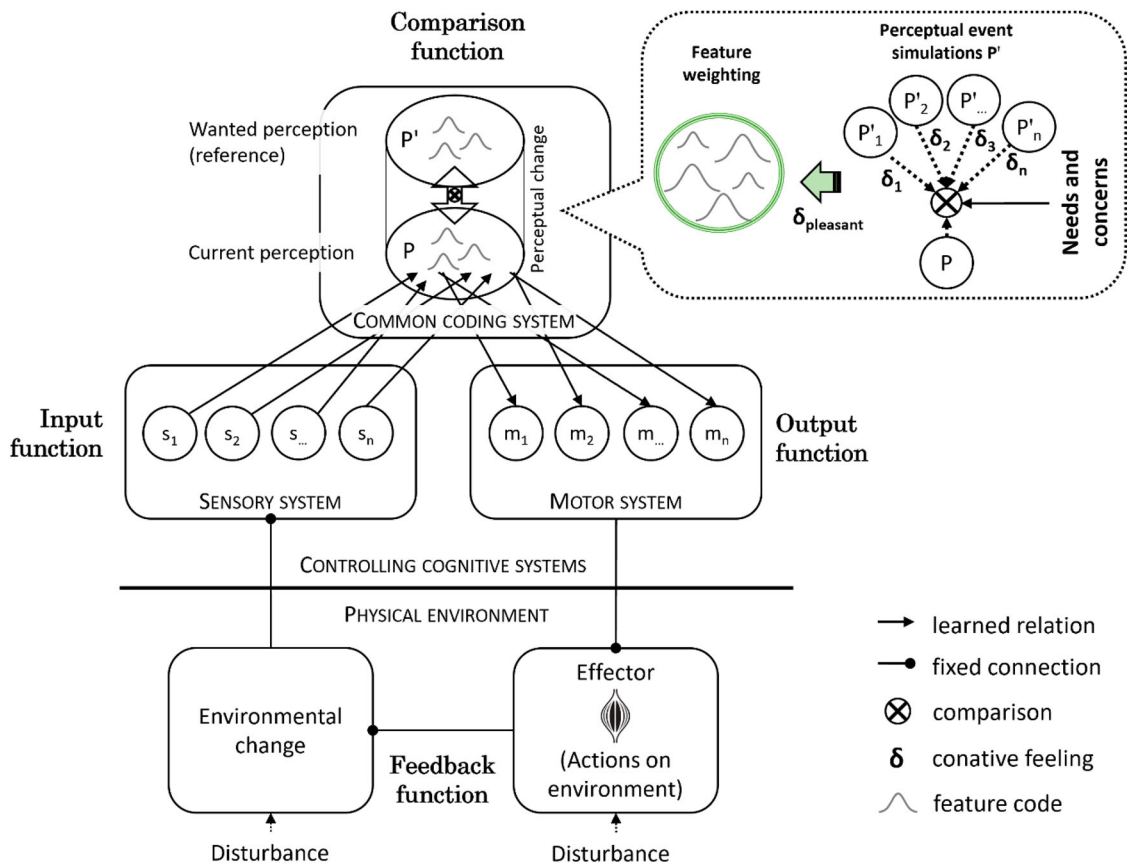 Comparison
function
Wanted perception
(reference)
P'
Perceptual change
Current perception
P
COMMON CODING SYSTEM
Feature
weighting
Perceptual event
simulations P'
P'1
P'2
P'...
P'n
δ1
δ2
δ3
δn
δpleasant
P
Needs and
concerns
Input
function
s1
s2
s...
sn
SENSORY SYSTEM
m1
m2
m...
mn
MOTOR SYSTEM
Output
function
CONTROLLING COGNITIVE SYSTEMS
PHYSICAL ENVIRONMENT
Environmental
change
Feedback
function
Effector
(Actions on
environment)
Disturbance
Disturbance
learned relation
fixed connection
comparison
δ conative feeling
feature code